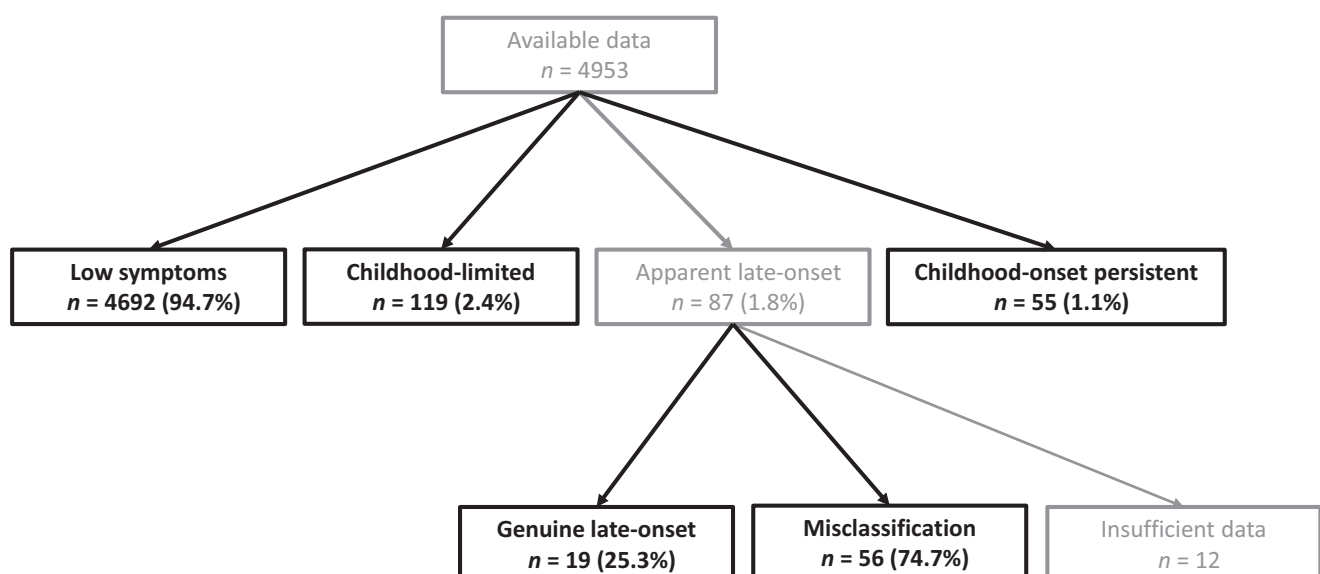 Available data
n = 4953
Low symptoms
n = 4692 (94.7%)
Childhood-limited
n = 119 (2.4%)
Apparent late-onset
n = 87 (1.8%)
Childhood-onset persistent
n = 55 (1.1%)
Genuine late-onset
n = 19 (25.3%)
Misclassification
n = 56 (74.7%)
Insufficient data
n = 12